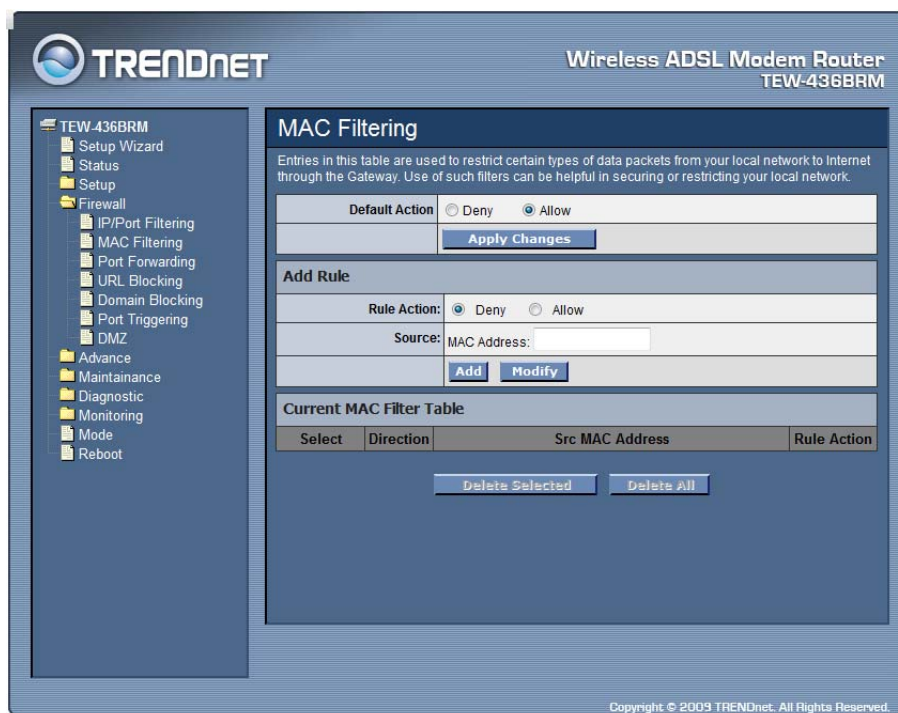 TRENDNET
Wireless ADSL Modem Router
TEW-436BRM
TEW-436BRM
Setup Wizard
Status
Setup
Firewall
IP/Port Filtering
MAC Filtering
Port Forwarding
URL Blocking
Domain Blocking
Port Triggering
DMZ
Advance
Maintainance
Diagnostic
Monitoring
Mode
Reboot
MAC Filtering
Entries in this table are used to restrict certain types of data packets from your local network to Internet
through the Gateway. Use of such filters can be helpful in securing or restricting your local network.
Default Action Deny Allow
Apply Changes
Add Rule
Rule Action: Deny Allow
Source: MAC Address:
Add Modify
Current MAC Filter Table
Select Direction Src MAC Address Rule Action
Delete Selected Delete All
Copyright © 2009 TRENDnet. All Rights Reserved.